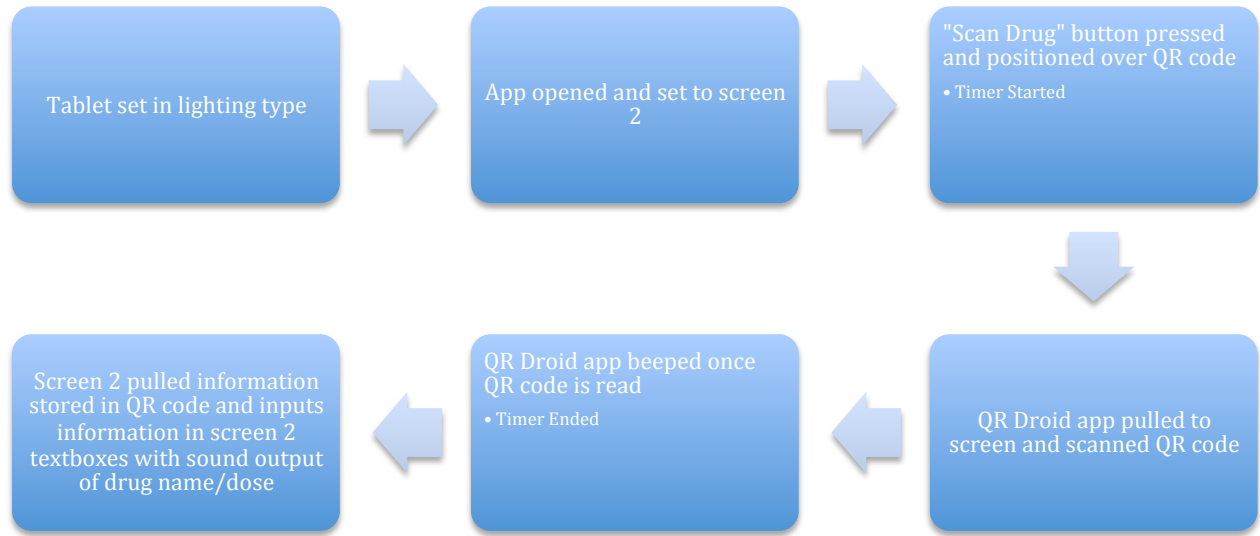 Tablet set in lighting type
App opened and set to screen
2
"Scan Drug" button pressed
and positioned over QR code
• Timer Started
QR Droid app pulled to
screen and scanned QR code
QR Droid app beeped once
QR code is read
• Timer Ended
Screen 2 pulled information
stored in QR code and inputs
information in screen 2
textboxes with sound output
of drug name/dose